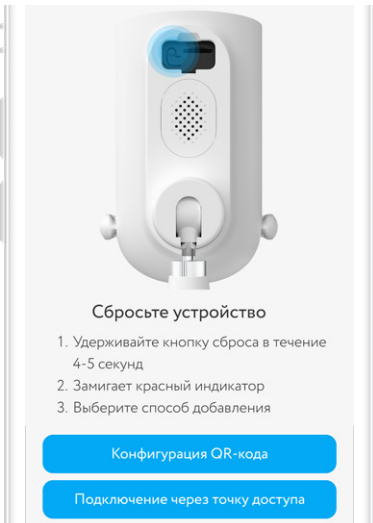 Сбросьте устройство
1. Удерживайте кнопку сброса в течение
4-5 секунд
2. Замигает красный индикатор
3. Выберите способ добавления
Конфигурация QR-кода
Подключение через точку доступа